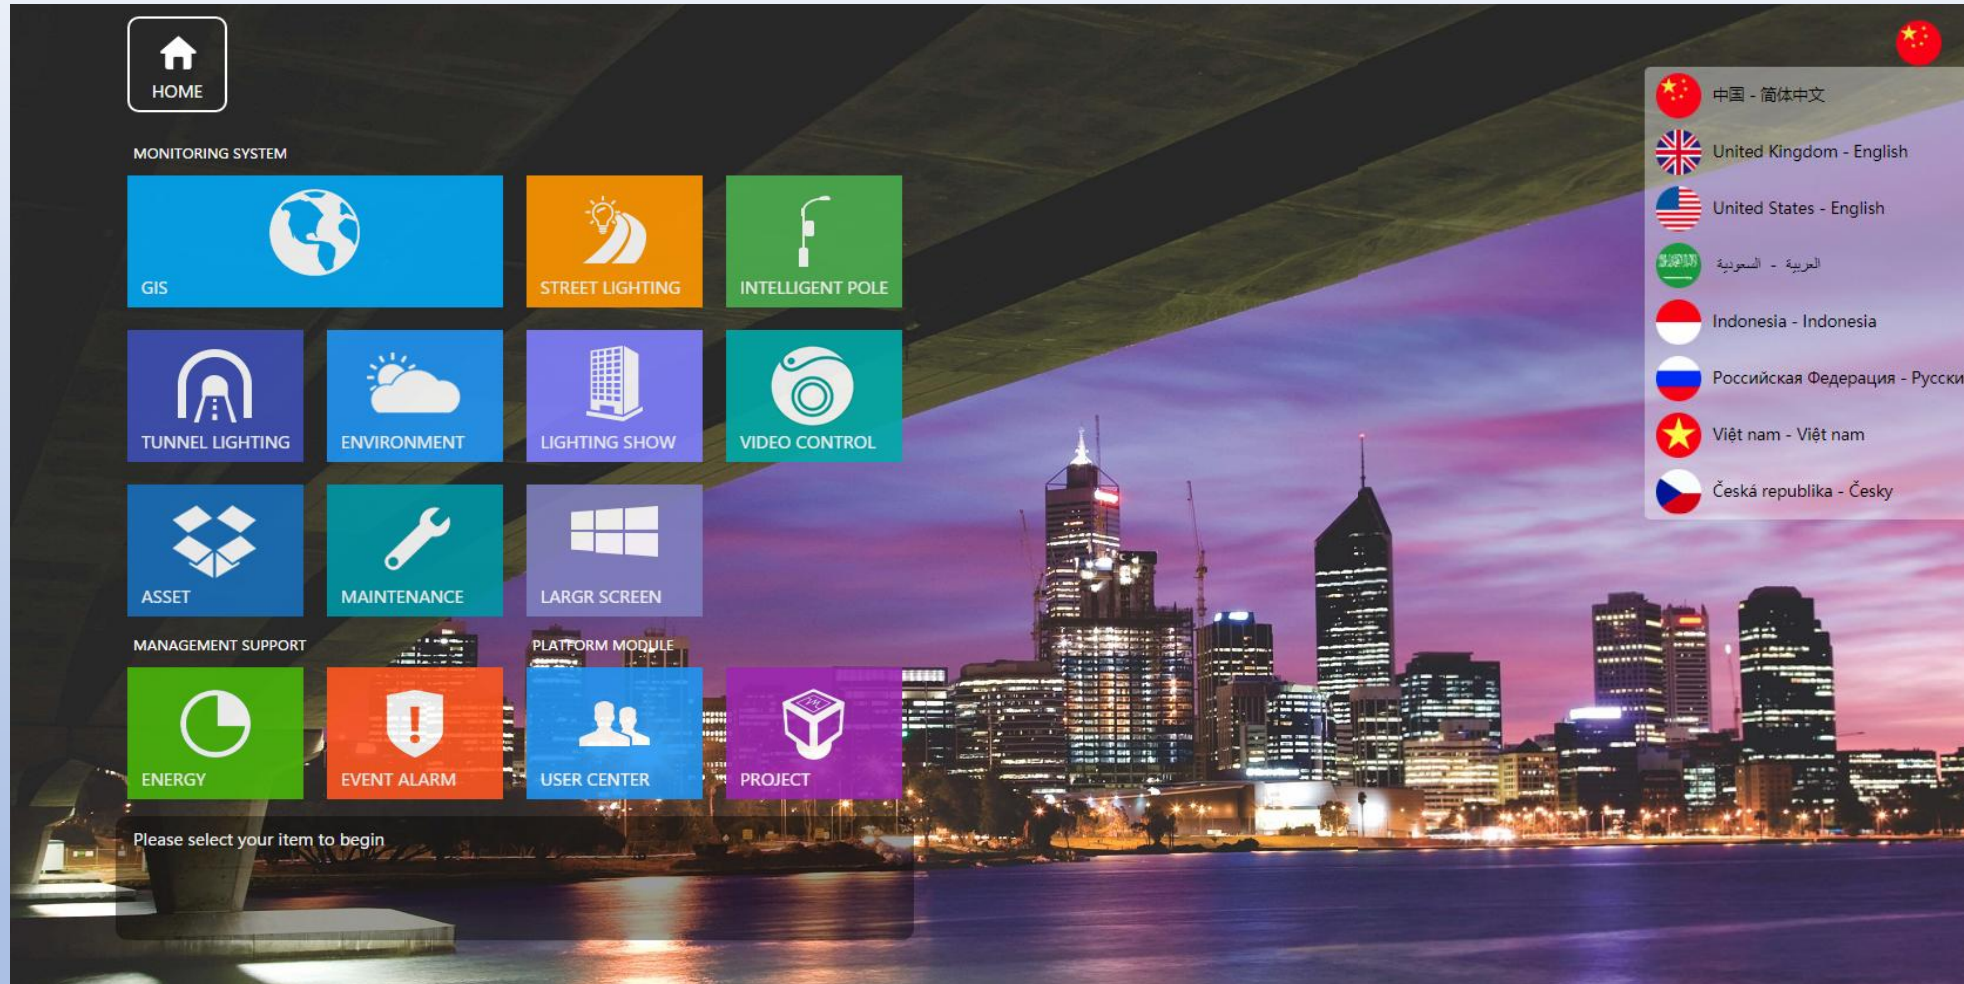 HOME
MONITORING SYSTEM
GIS
STREET LIGHTING
INTELLIGENT POLE
TUNNEL LIGHTING
ENVIRONMENT
LIGHTING SHOW
VIDEO CONTROL
ASSET
MAINTENANCE
LARGR SCREEN
MANAGEMENT SUPPORT
PLATFORM MODULE
ENERGY
EVENT ALARM
USER CENTER
PROJECT
Please select your item to begin
中国 - 简体中文
United Kingdom - English
United States - English
العربية - السعودية
Indonesia - Indonesia
Российская Федерация - Русски
Việt nam - Việt nam
Česká republika - Česky